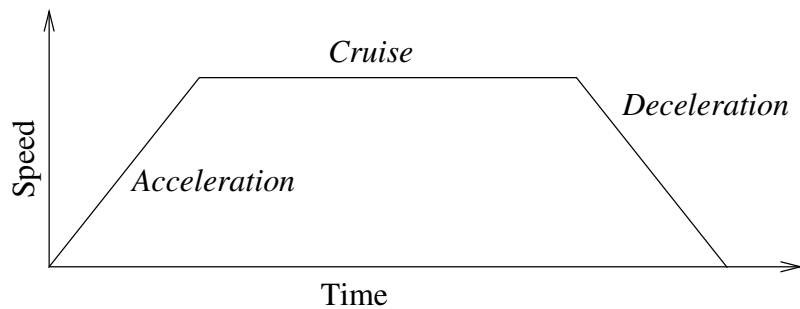 Cruise
Deceleration
Speed
Acceleration
Time